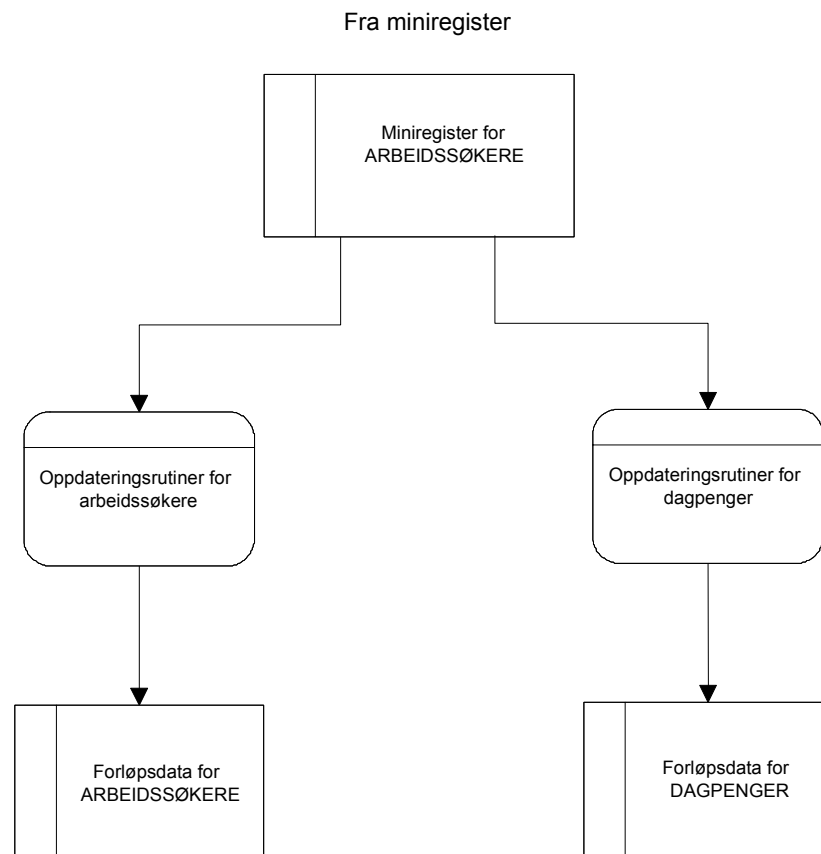 Fra miniregister
Miniregister for
ARBEIDSSØKERE
Oppdateringsrutiner for
arbeidssøkere
Oppdateringsrutiner for
dagpenger
Forløpsdata for
ARBEIDSSØKERE
Forløpsdata for
DAGPENGER